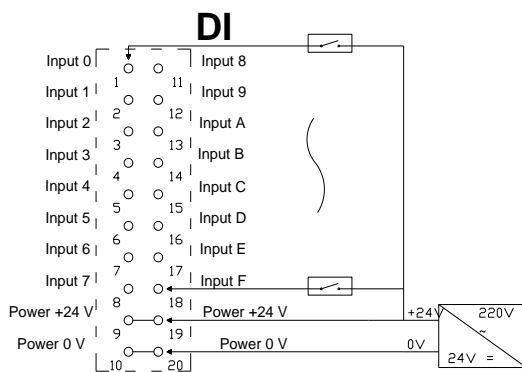 DI
Input 0 Input 8
1 11
Input 1 Input 9
2 12
Input 2 Input A
3 13
Input 3 Input B
4 14
Input 4 Input C
5 15
Input 5 Input D
6 16
Input 6 Input E
7 17
Input 7 Input F
8 18
Power +24 V Power +24 V +24V 220V
~
9 19
Power 0 V Power 0 V 0V 24V =
10 20